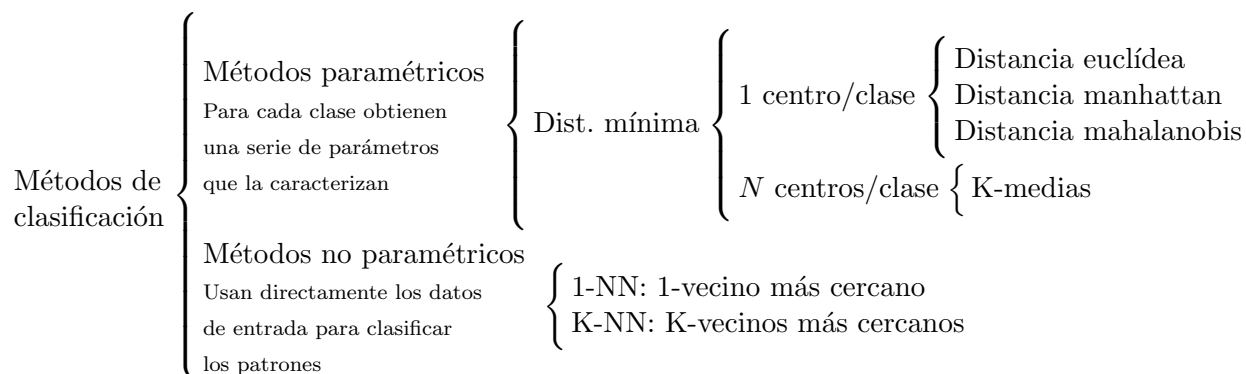 Métodos de
clasificación
Métodos paramétricos
Para cada clase obtienen
una serie de parámetros
que la caracterizan
Dist. mínima
1 centro/clase
Distancia euclídea
Distancia manhattan
Distancia mahalanobis
N centros/clase
K-medias
Métodos no paramétricos
Usan directamente los datos
de entrada para clasificar
los patrones
1-NN: 1-vecino más cercano
K-NN: K-vecinos más cercanos